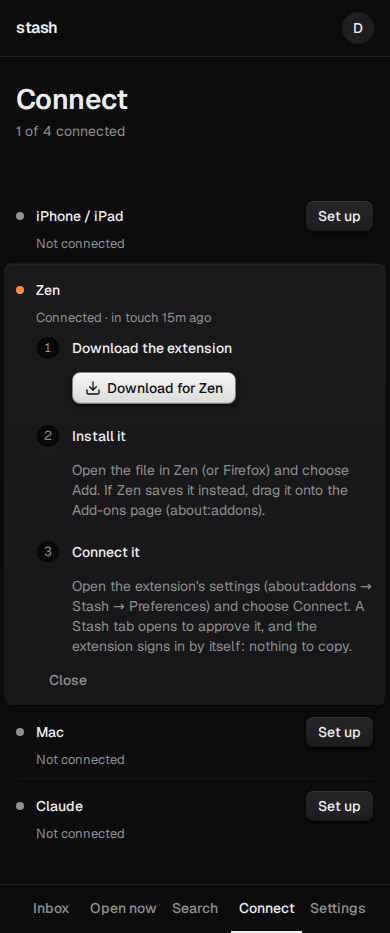 stash
D
Connect
1 of 4 connected
iPhone / iPad
Set up
Not connected
Zen
Connected · in touch 15m ago
1
Download the extension
Download for Zen
2
Install it
Open the file in Zen (or Firefox) and choose
Add. If Zen saves it instead, drag it onto the
Add-ons page (about:addons).
3
Connect it
Open the extension's settings (about:addons →
Stash → Preferences) and choose Connect. A
Stash tab opens to approve it, and the
extension signs in by itself: nothing to copy.
Close
Mac
Set up
Not connected
Claude
Set up
Not connected
Inbox Open now Search Connect Settings